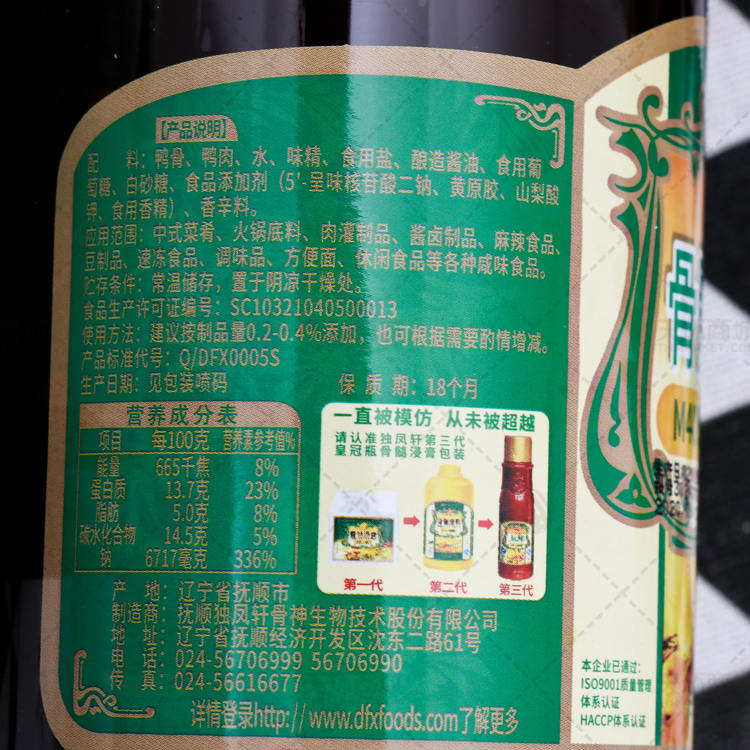 【产品说明】
配 料：鸭骨、鸭肉、水、味精、食用盐、酿造酱油、食用葡
萄糖、白砂糖、食品添加剂（5'-呈味核苷酸二钠、黄原胶、山梨酸
钾、食用香精）、香辛料。
应用范围：中式菜肴、火锅底料、肉灌制品、酱卤制品、麻辣食品、
豆制品、速冻食品、调味品、方便面、休闲食品等各种咸味食品。
贮存条件：常温储存，置于阴凉干燥处。
食品生产许可证编号：SC10321040500013
使用方法：建议按制品量0.2-0.4%添加，也可根据需要酌情增减。
产品标准代号：Q/DFX0005S
生产日期：见包装喷码 保 质 期：18个月
营养成分表
项目 每100克 营养素参考值%
能量 665千焦 8%
蛋白质 13.7克 23%
脂肪 5.0克 8%
碳水化合物 14.5克 5%
钠 6717毫克 336%
一直被模仿 从未被超越
请认准独凤轩第三代
皇冠瓶骨髓浸膏包装
第一代 第二代 第三代
产 地：辽宁省抚顺市
制造商：抚顺独凤轩骨神生物技术股份有限公司
地 址：辽宁省抚顺经济开发区沈东二路61号
电 话：024-56706999 56706990
传 真：024-56616677
详情登录http://www.dfxfoods.com了解更多
骨
本企业已通过：
ISO9001质量管理
体系认证
HACCP体系认证